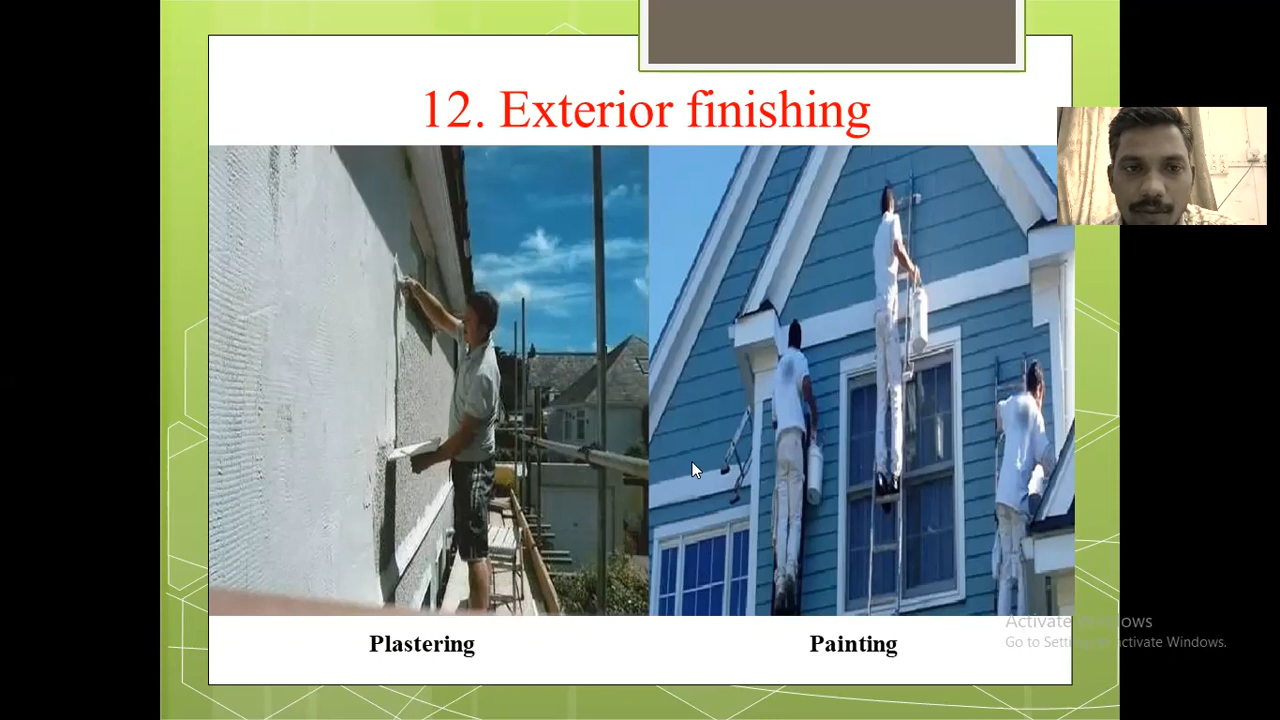 12. Exterior finishing
Plastering
Painting
Activate Windows
Go to Settings to activate Windows.